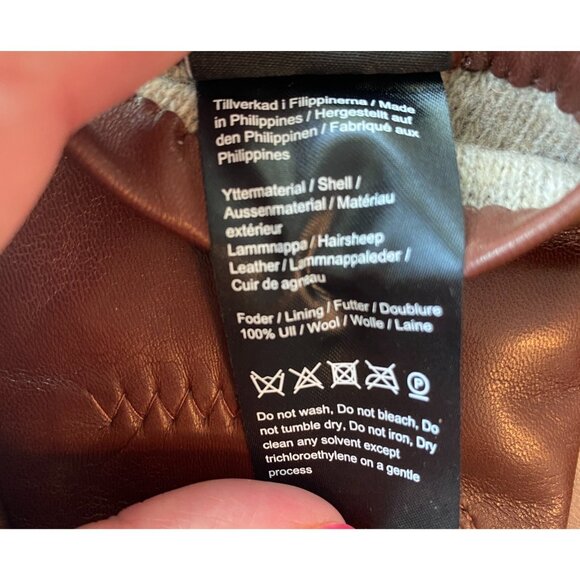 Tillverkad i Filippinerna / Made
in Philippines / Hergestellt auf
den Philippinen / Fabriqué aux
Philippines
Yttermaterial / Shell /
Aussenmaterial / Matériau
extérieur
Lammnappa / Hairsheep
Leather / Lammnappaleder /
Cuir de agneau
Foder / Lining / Futter / Doublure
100% Ull / Wool / Wolle / Laine
P
Do not wash, Do not bleach, Do
not tumble dry, Do not iron, Dry
clean any solvent except
trichloroethylene on a gentle
process